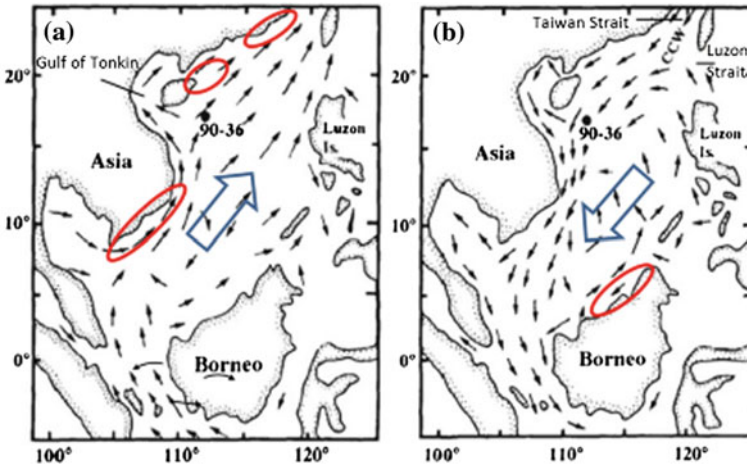 (a)
Gulf of Tonkin
20°
90-36
Luzon
Is.
Asia
10°
0°
Borneo
100°
110°
120°
(b)
Taiwan Strait
CCW
Luzon
Strait
20°
90-36
Luzon
Is.
Asia
10°
0°
Borneo
100°
110°
120°